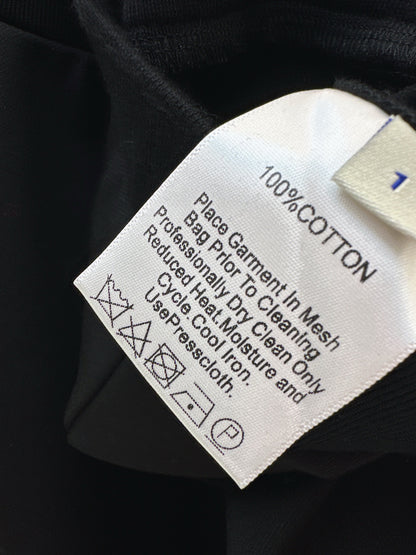 100%COTTON
Place Garment In Mesh
Bag Prior To Cleaning
Professionally Dry Clean Only
Reduced Heat.Moisture and
Cycle.Cool Iron.
UsePresscloth.
P
1